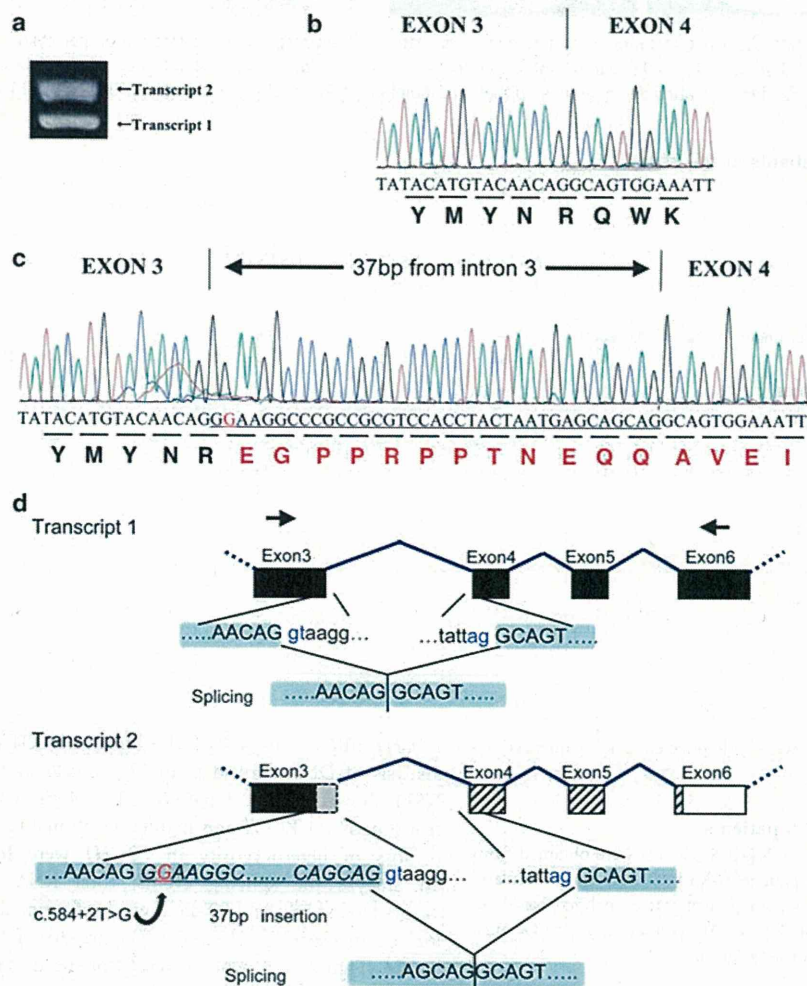 a
←Transcript 2
←Transcript 1
b
EXON 3
EXON 4
TATACATGTACAACAGGCAGTGGAAATT
Y M Y N R Q W K
c
EXON 3
37bp from intron 3
EXON 4
TATACATGTACAACAGGGAAGGCCCGCCGCGTCCACCTACTAATGAGCAGCAGGCAGTGGAAATT
Y M Y N R E G P P R P P T N E Q Q A V E I
d
Transcript 1
Exon3
Exon4
Exon5
Exon6
.....AACAG gtaagg... ...tattag GCAGT.....
Splicing
.....AACAG GCAGT.....
Transcript 2
Exon3
Exon4
Exon5
Exon6
...AACAG GGAAGGC....... CAGCAG gtaagg... ...tattag GCAGT.....
c.584+2T>G
37bp insertion
Splicing
.....AGCAGGCAGT.....